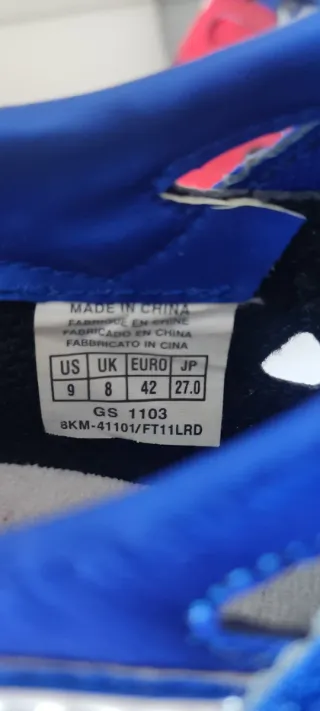 MADE IN CHINA
FABRIQUE EN CHINE
FABRICADO EN CHINA
FABBRICATO IN CINA
US UK EURO JP
9 8 42 27.0
GS 1103
8KM-41101/FT11LRD